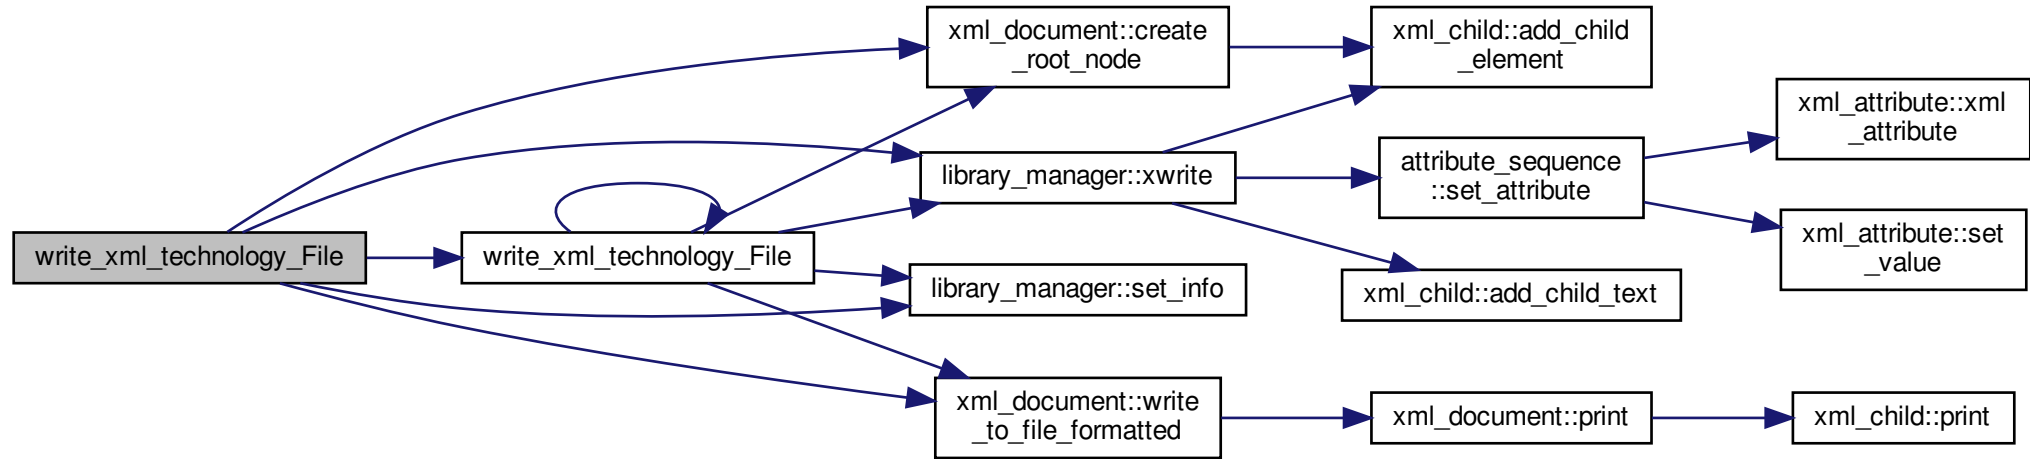 write_xml_technology_File
write_xml_technology_File
xml_document::create
_root_node
library_manager::xwrite
library_manager::set_info
xml_document::write
_to_file_formatted
xml_child::add_child
_element
attribute_sequence
::set_attribute
xml_child::add_child_text
xml_document::print
xml_attribute::xml
_attribute
xml_attribute::set
_value
xml_child::print